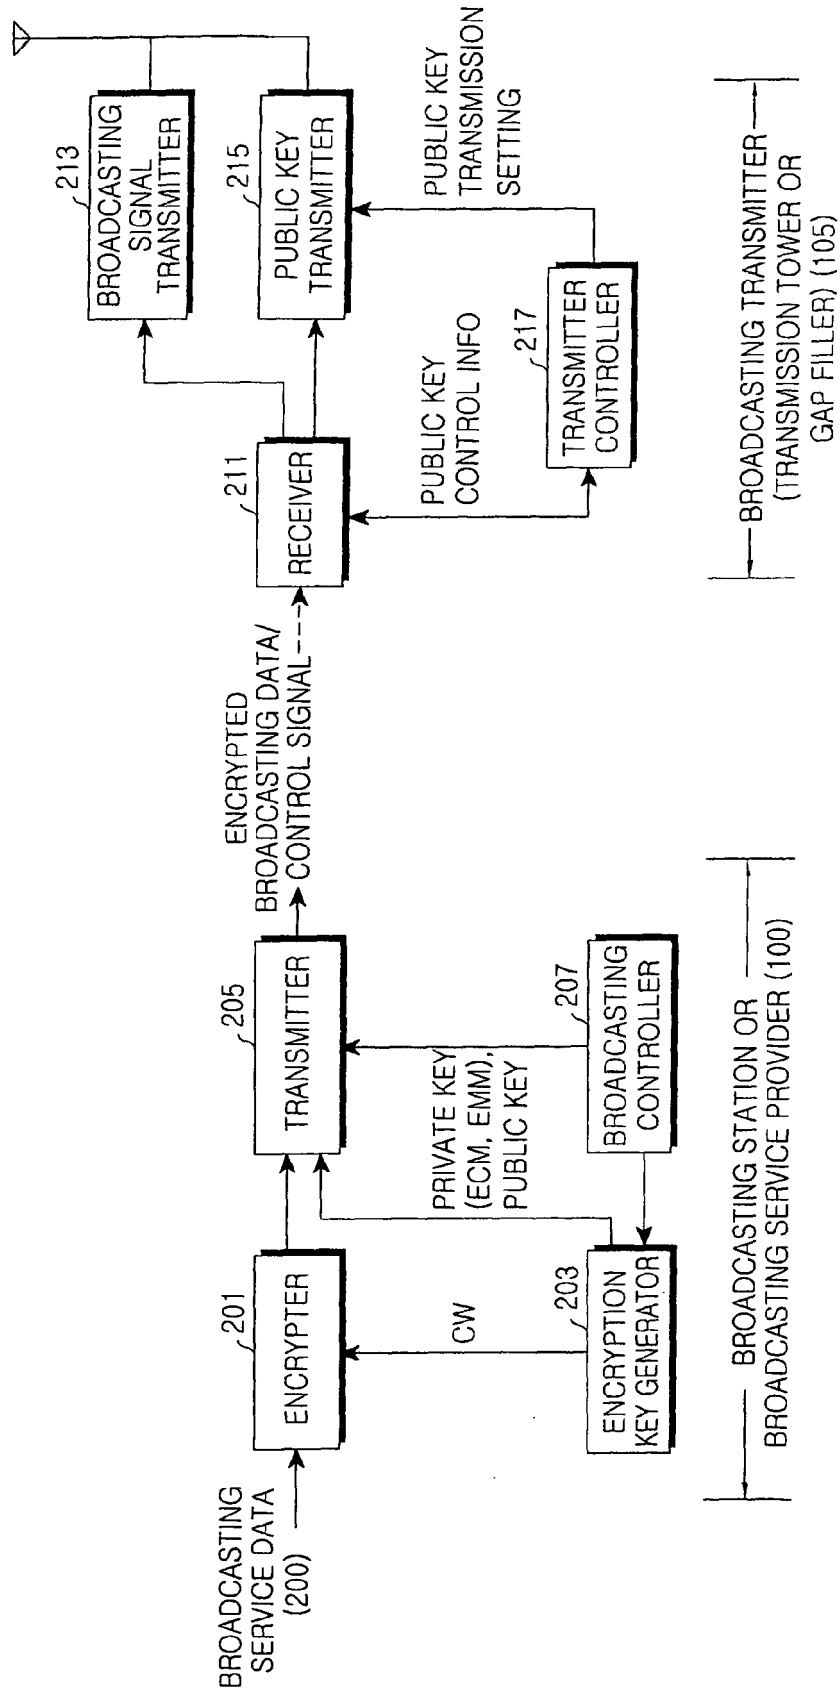 BROADCASTING
SERVICE DATA
(200)
201
ENCRYPTER
CW
203
ENCRYPTION
KEY GENERATOR
205
TRANSMITTER
PRIVATE KEY
(ECM, EMM),
PUBLIC KEY
207
BROADCASTING
CONTROLLER
BROADCASTING STATION OR
BROADCASTING SERVICE PROVIDER (100)
ENCRYPTED
BROADCASTING DATA/
CONTROL SIGNAL
211
RECEIVER
PUBLIC KEY
CONTROL INFO
213
BROADCASTING
SIGNAL
TRANSMITTER
215
PUBLIC KEY
TRANSMITTER
PUBLIC KEY
TRANSMISSION
SETTING
217
TRANSMITTER
CONTROLLER
BROADCASTING TRANSMITTER
(TRANSMISSION TOWER OR
GAP FILLER) (105)